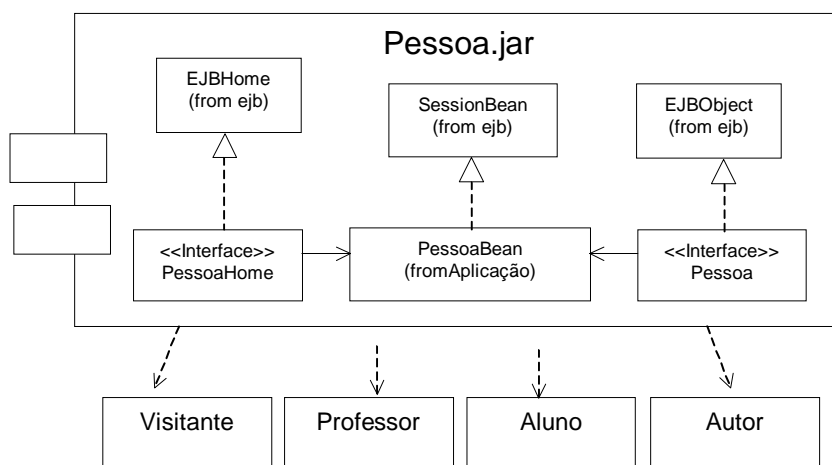 Pessoa.jar
EJBHome
(from ejb)
SessionBean
(from ejb)
EJBObject
(from ejb)
<<Interface>>
PessoaHome
PessoaBean
(fromAplicação)
<<Interface>>
Pessoa
Visitante
Professor
Aluno
Autor